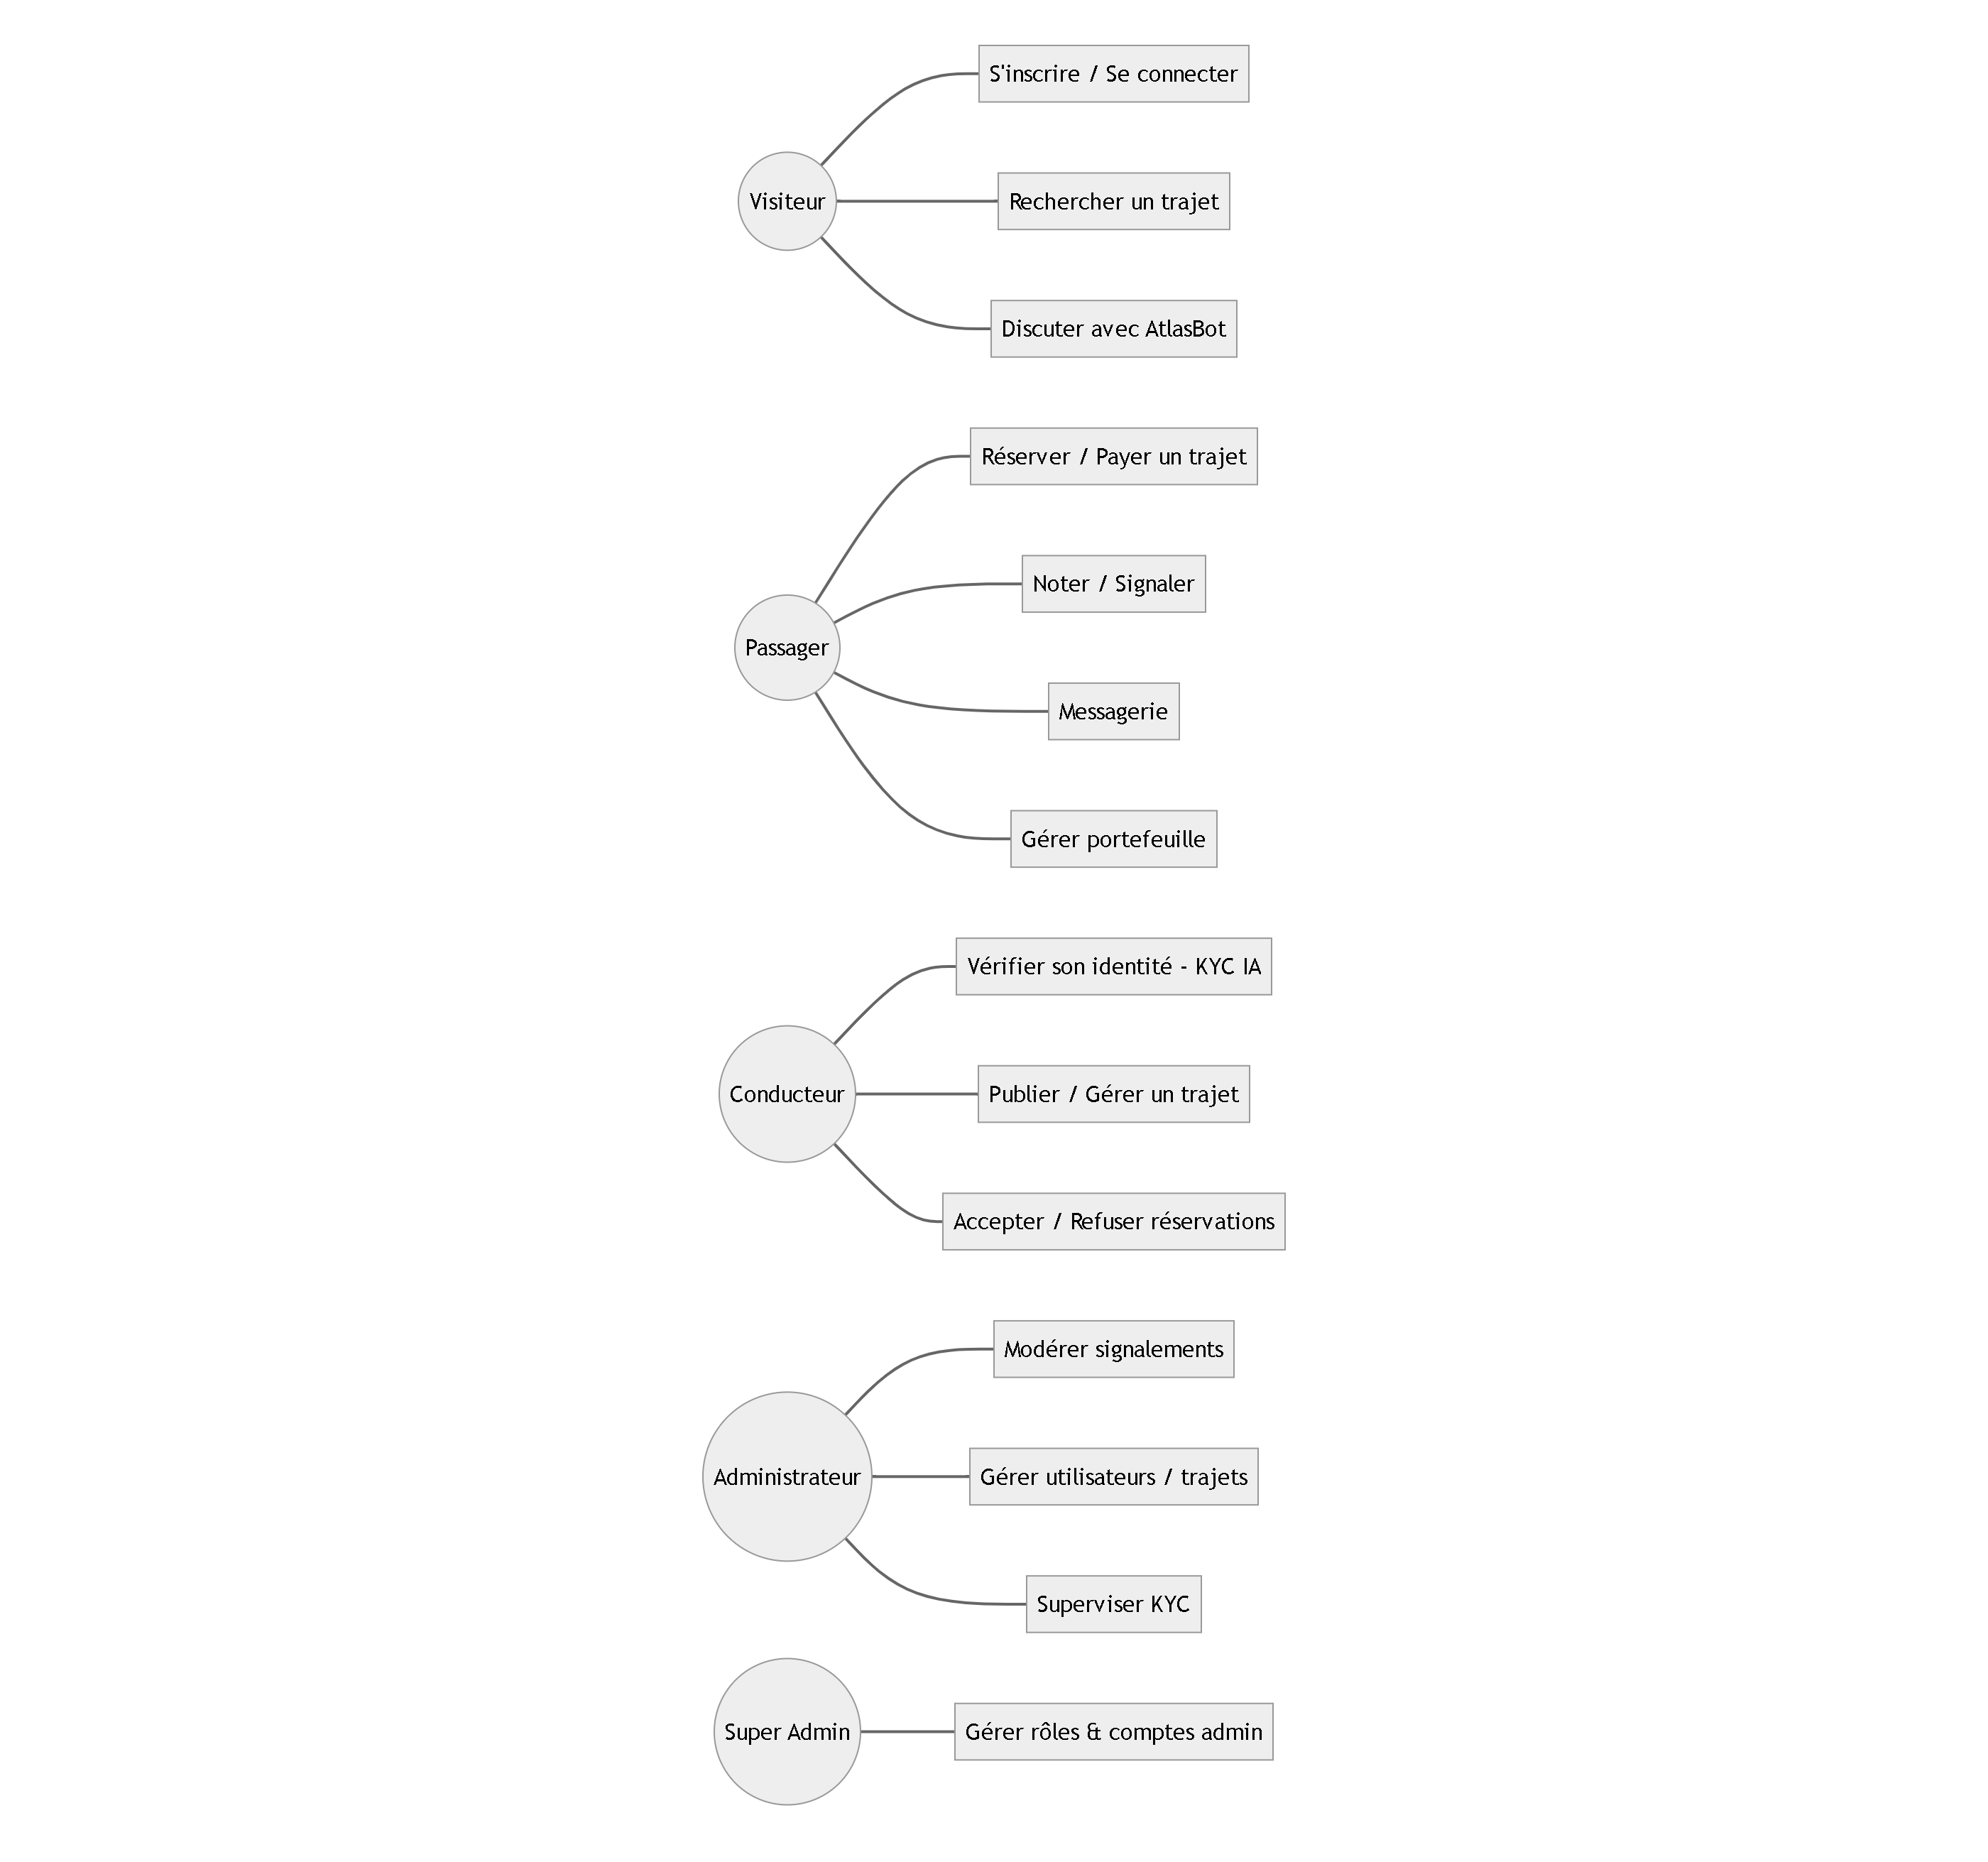 S'inscrire / Se connecter
Visiteur
Rechercher un trajet
Discuter avec AtlasBot
Réserver / Payer un trajet
Noter / Signaler
Passager
Messagerie
Gérer portefeuille
Vérifier son identité - KYC IA
Conducteur
Publier / Gérer un trajet
Accepter / Refuser réservations
Modérer signalements
Administrateur
Gérer utilisateurs / trajets
Superviser KYC
Super Admin
Gérer rôles & comptes admin